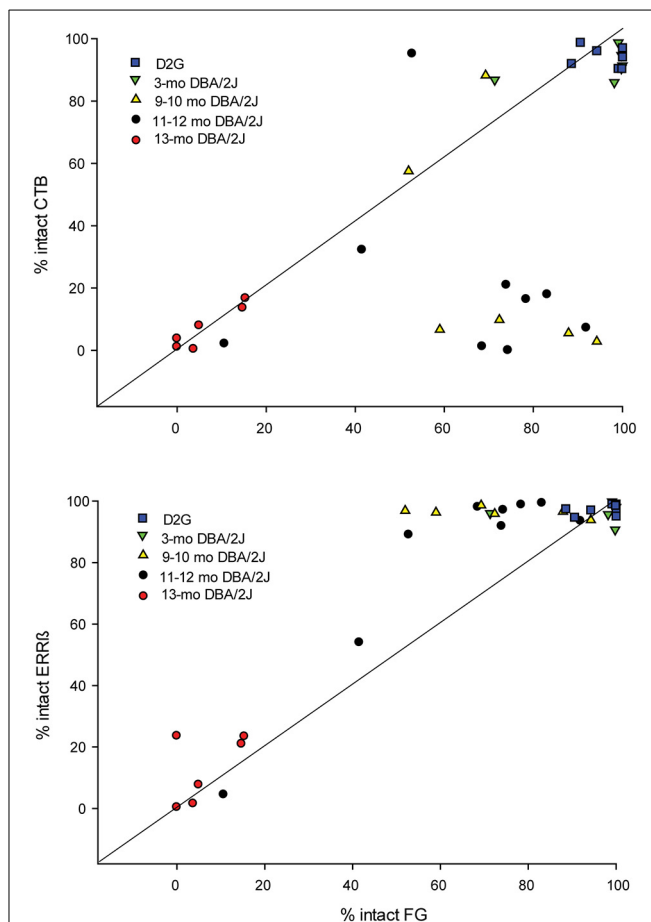 100
80
60
40
20
0
% intact CTB
D2G
3-mo DBA/2J
9-10 mo DBA/2J
11-12 mo DBA/2J
13-mo DBA/2J
0 20 40 60 80 100
100
80
60
40
20
0
% intact ERRß
D2G
3-mo DBA/2J
9-10 mo DBA/2J
11-12 mo DBA/2J
13-mo DBA/2J
0 20 40 60 80 100
% intact FG